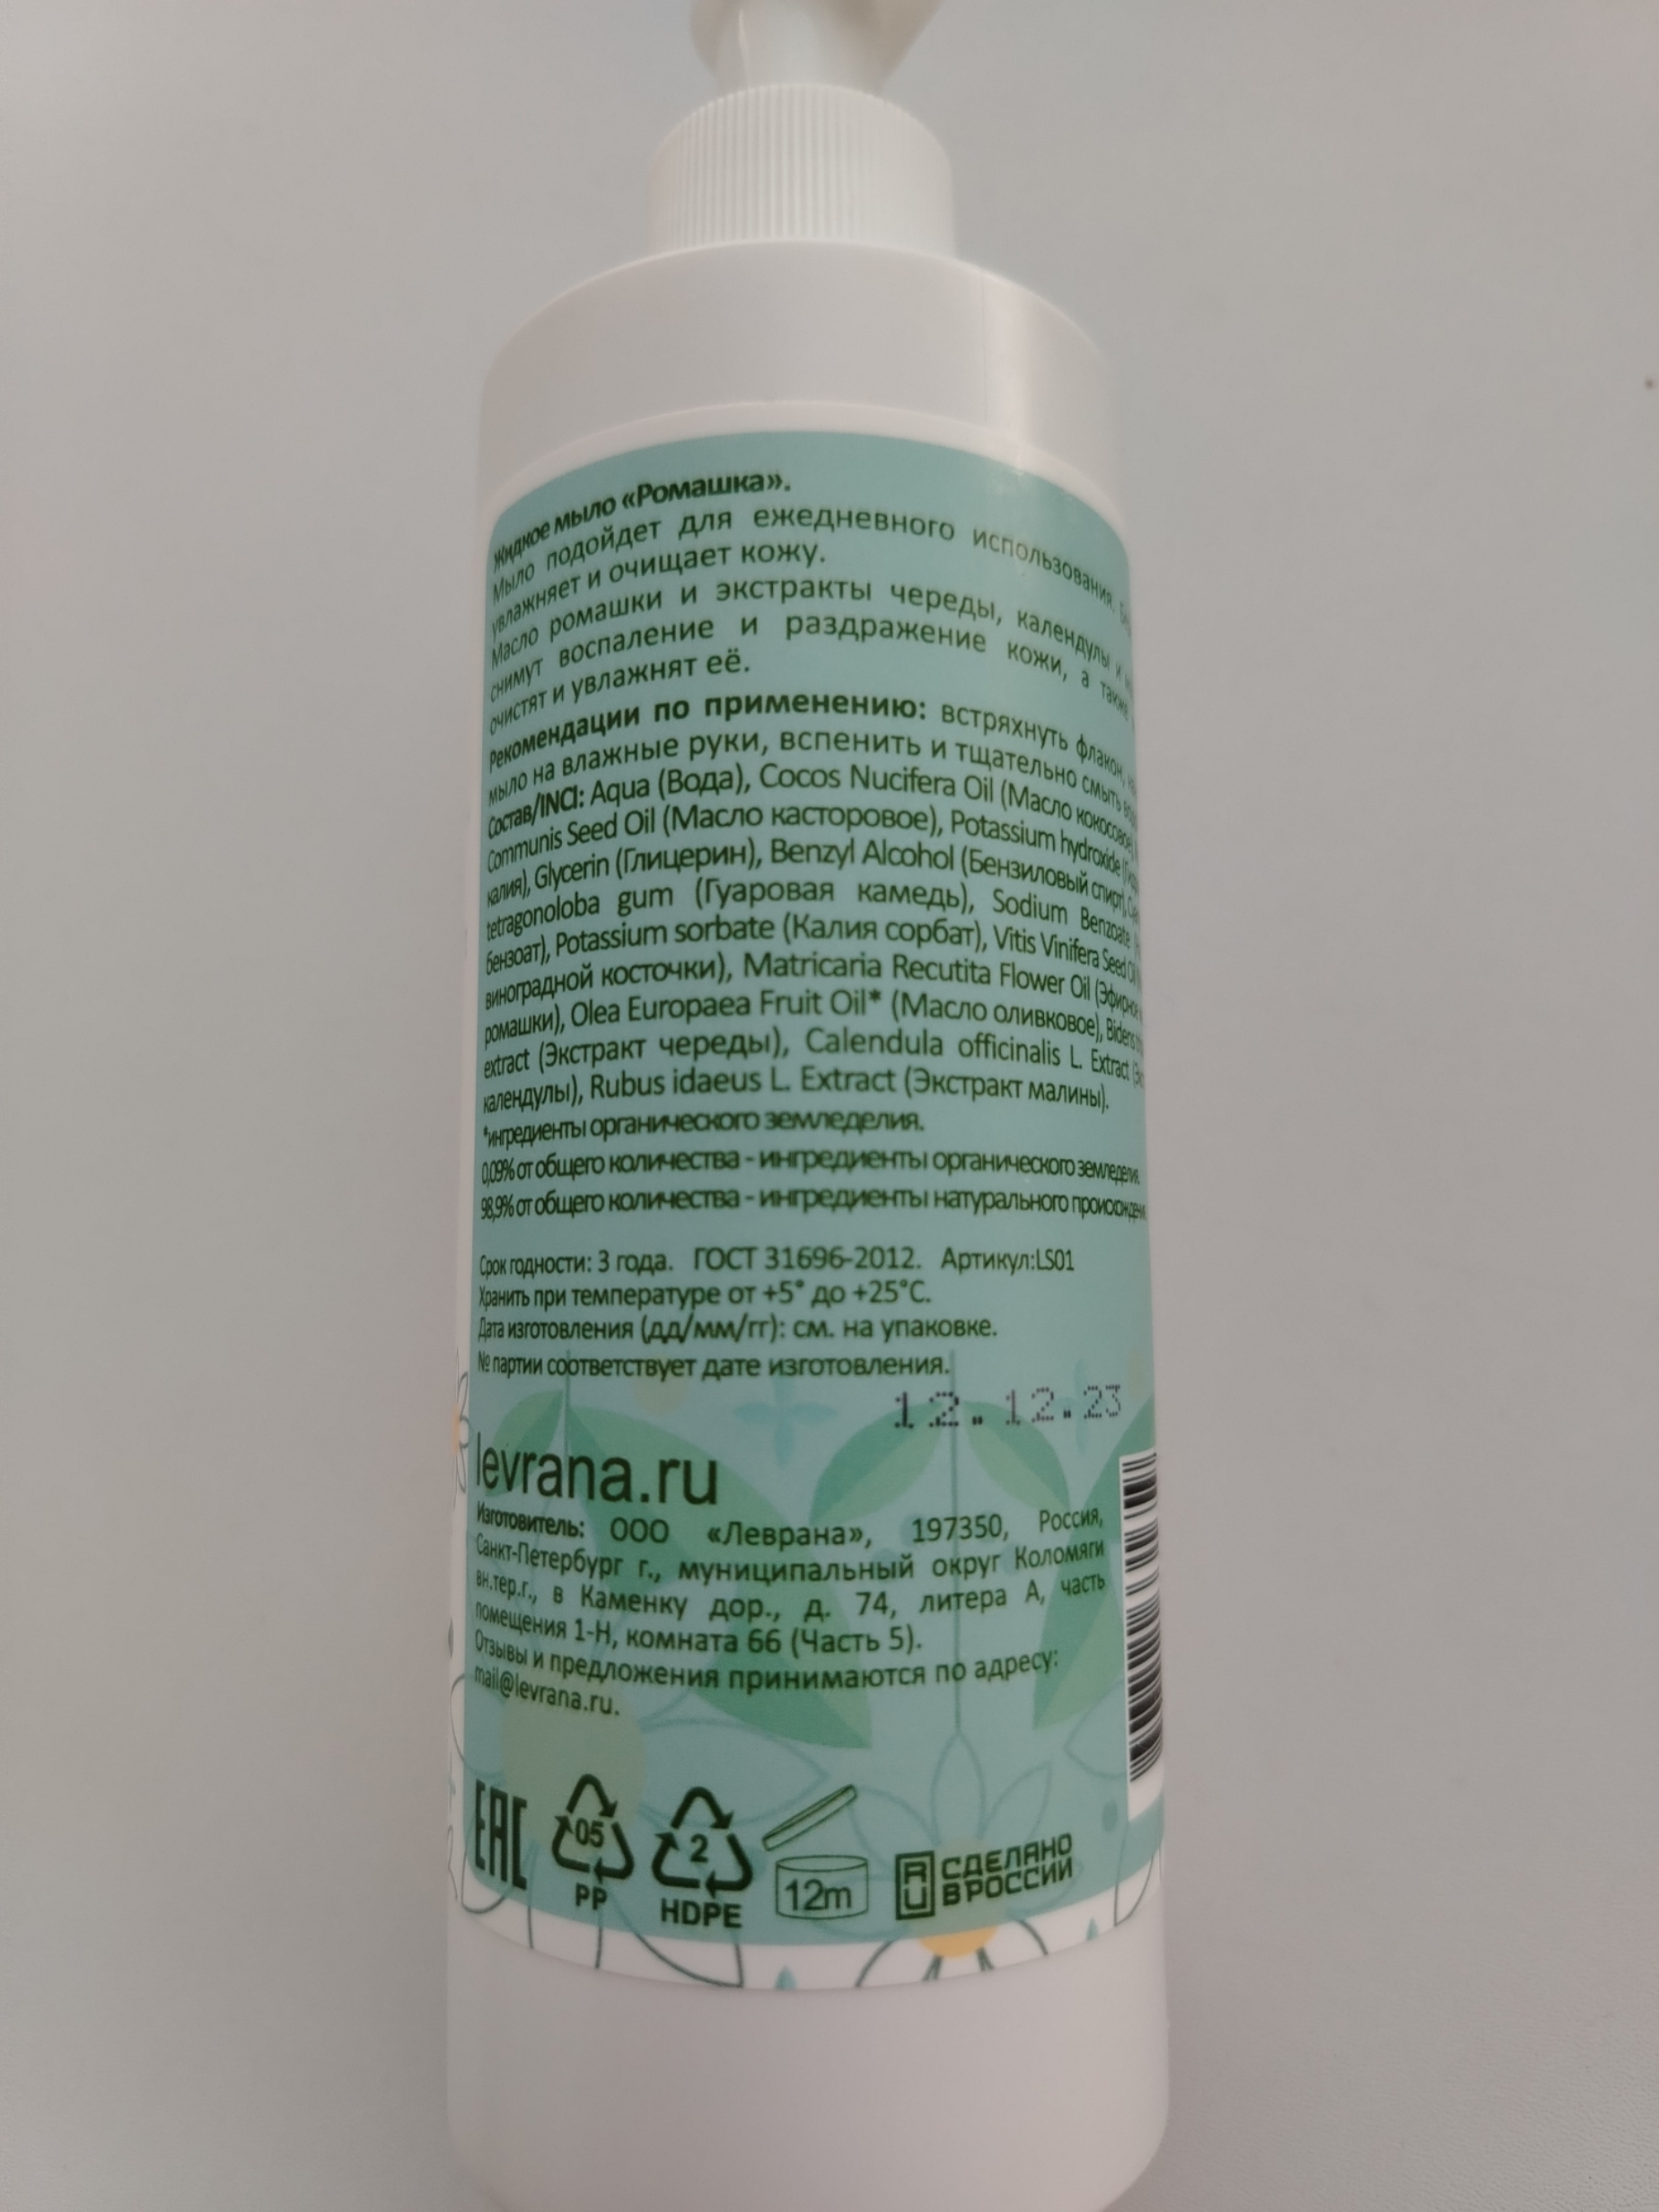 Жидкое мыло «Ромашка».
Мыло подойдет для ежедневного использования.
увлажняет и очищает кожу.
Масло ромашки и экстракты череды, календулы и
снимут воспаление и раздражение кожи, а также
очистят и увлажнят её.
Рекомендации по применению: встряхнуть флакон,
мыло на влажные руки, вспенить и тщательно смыть
Состав/INCI: Aqua (Вода), Cocos Nucifera Oil (Масло кокосовое),
Communis Seed Oil (Масло касторовое), Potassium hydroxide
калия), Glycerin (Глицерин), Benzyl Alcohol (Бензиловый спирт),
tetragonoloba gum (Гуаровая камедь), Sodium Benzoate
бензоат), Potassium sorbate (Калия сорбат), Vitis Vinifera Seed Oil
виноградной косточки), Matricaria Recutita Flower Oil (Эфирное
ромашки), Olea Europaea Fruit Oil* (Масло оливковое), Bidens
extract (Экстракт череды), Calendula officinalis L. Extract
календулы), Rubus idaeus L. Extract (Экстракт малины).
*ингредиенты органического земледелия.
0,09% от общего количества - ингредиенты органического земледелия.
98,9% от общего количества - ингредиенты натурального
Срок годности: 3 года. ГОСТ 31696-2012. Артикул:LS01
Хранить при температуре от +5° до +25°C.
Дата изготовления (дд/мм/гг): см. на упаковке.
№ партии соответствует дате изготовления.
12.12.23
levrana.ru
Изготовитель: ООО «Леврана», 197350, Россия,
Санкт-Петербург г., муниципальный округ Коломяги
вн.тер.г., в Каменку дор., д. 74, литера А, часть
помещения 1-Н, комната 66 (Часть 5).
Отзывы и предложения принимаются по адресу:
mail@levrana.ru.
EAC 05 2 12m RU СДЕЛАНО
PP HDPE В РОССИИ